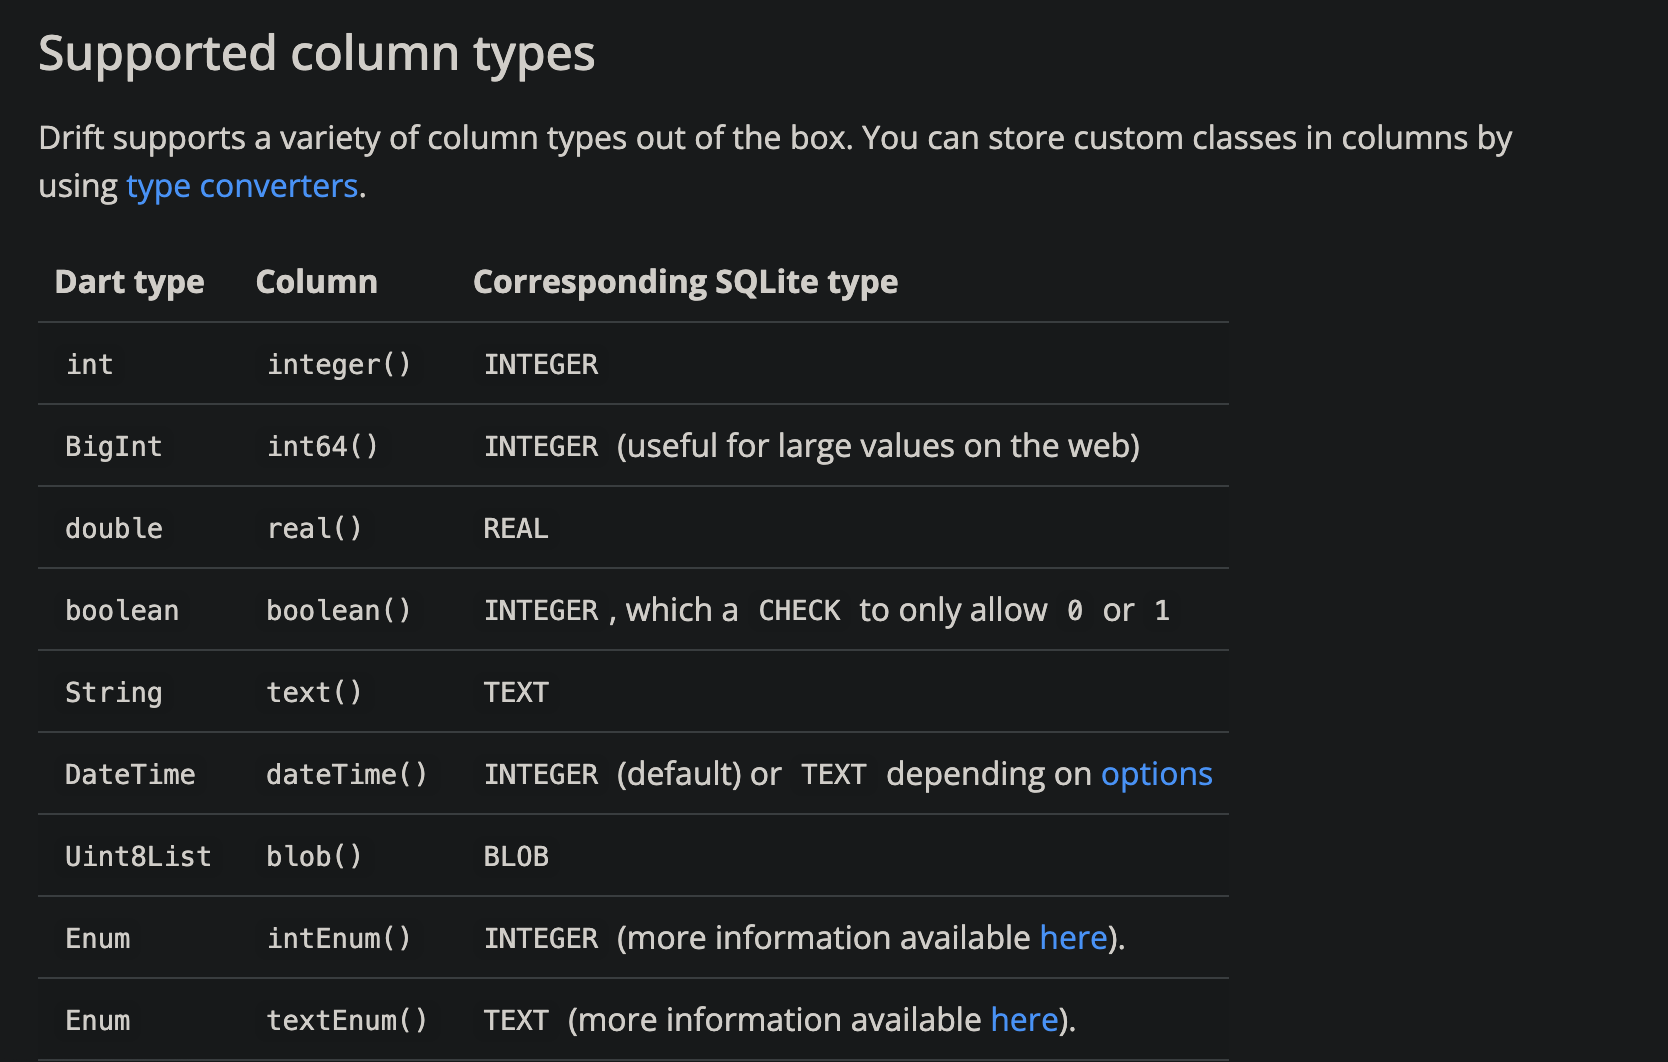 Supported column types
Drift supports a variety of column types out of the box. You can store custom classes in columns by
using type converters.
Dart type Column Corresponding SQLite type
int integer() INTEGER
BigInt int64() INTEGER (useful for large values on the web)
double real() REAL
boolean boolean() INTEGER , which a CHECK to only allow 0 or 1
String text() TEXT
DateTime dateTime() INTEGER (default) or TEXT depending on options
Uint8List blob() BLOB
Enum intEnum() INTEGER (more information available here).
Enum textEnum() TEXT (more information available here).